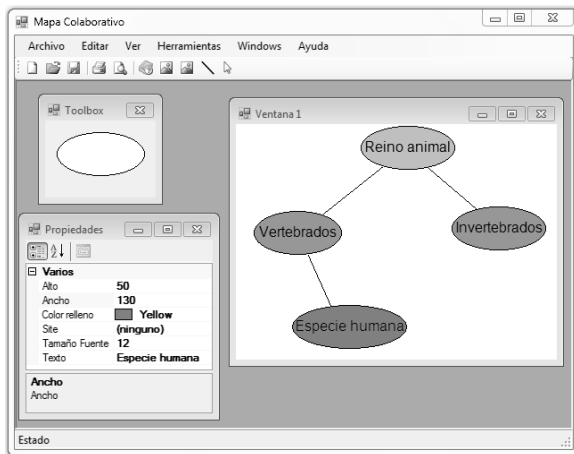 Mapa Colaborativo
Archivo Editar Ver Herramientas Windows Ayuda
Toolbox
Ventana 1
Reino animal
Vertebrados
Invertebrados
Especie humana
Propiedades
Varios
Alto 50
Ancho 130
Color relleno Yellow
Site (ninguno)
Tamaño Fuente 12
Texto Especie humana
Ancho
Ancho
Estado